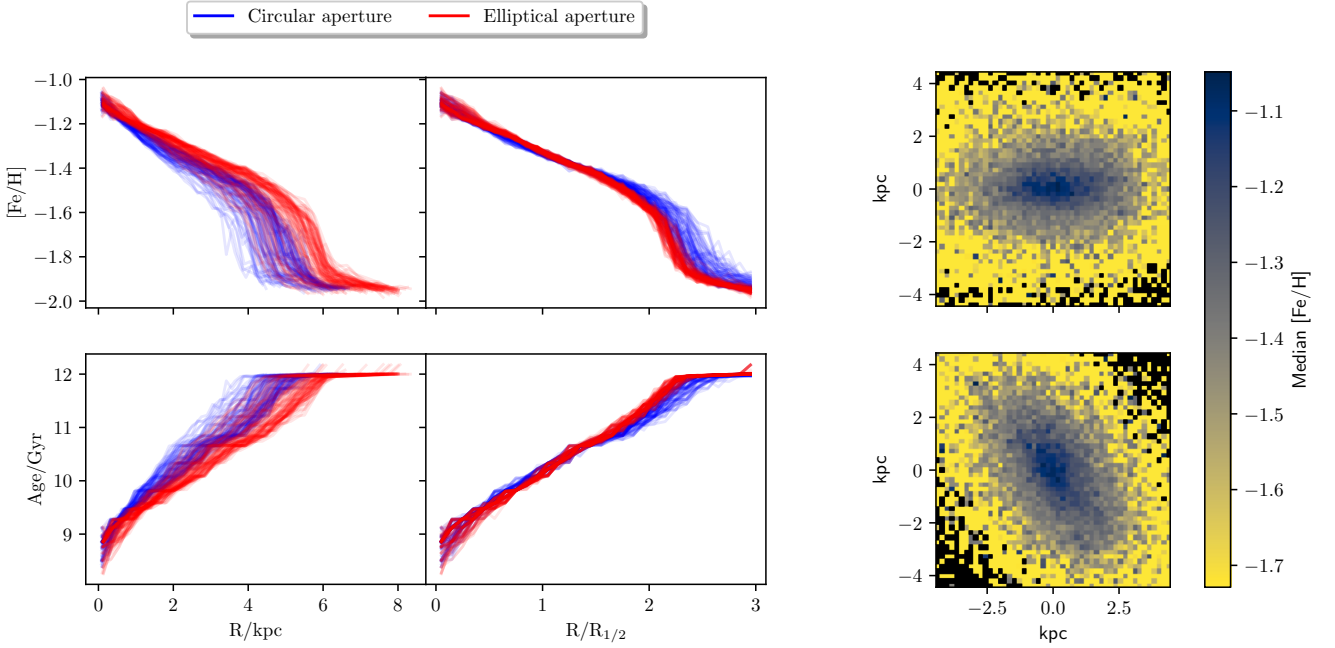 Circular aperture Elliptical aperture
−1.0
−1.2
−1.4
−1.6
−1.8
−2.0
[Fe/H]
12
11
10
9
Age/Gyr
0 2 4 6 8
R/kpc
0 1 2 3
R/R1/2
4
2
0
−2
−4
kpc
4
2
0
−2
−4
kpc
−2.5 0.0 2.5
kpc
−1.1
−1.2
−1.3
−1.4
−1.5
−1.6
−1.7
Median [Fe/H]